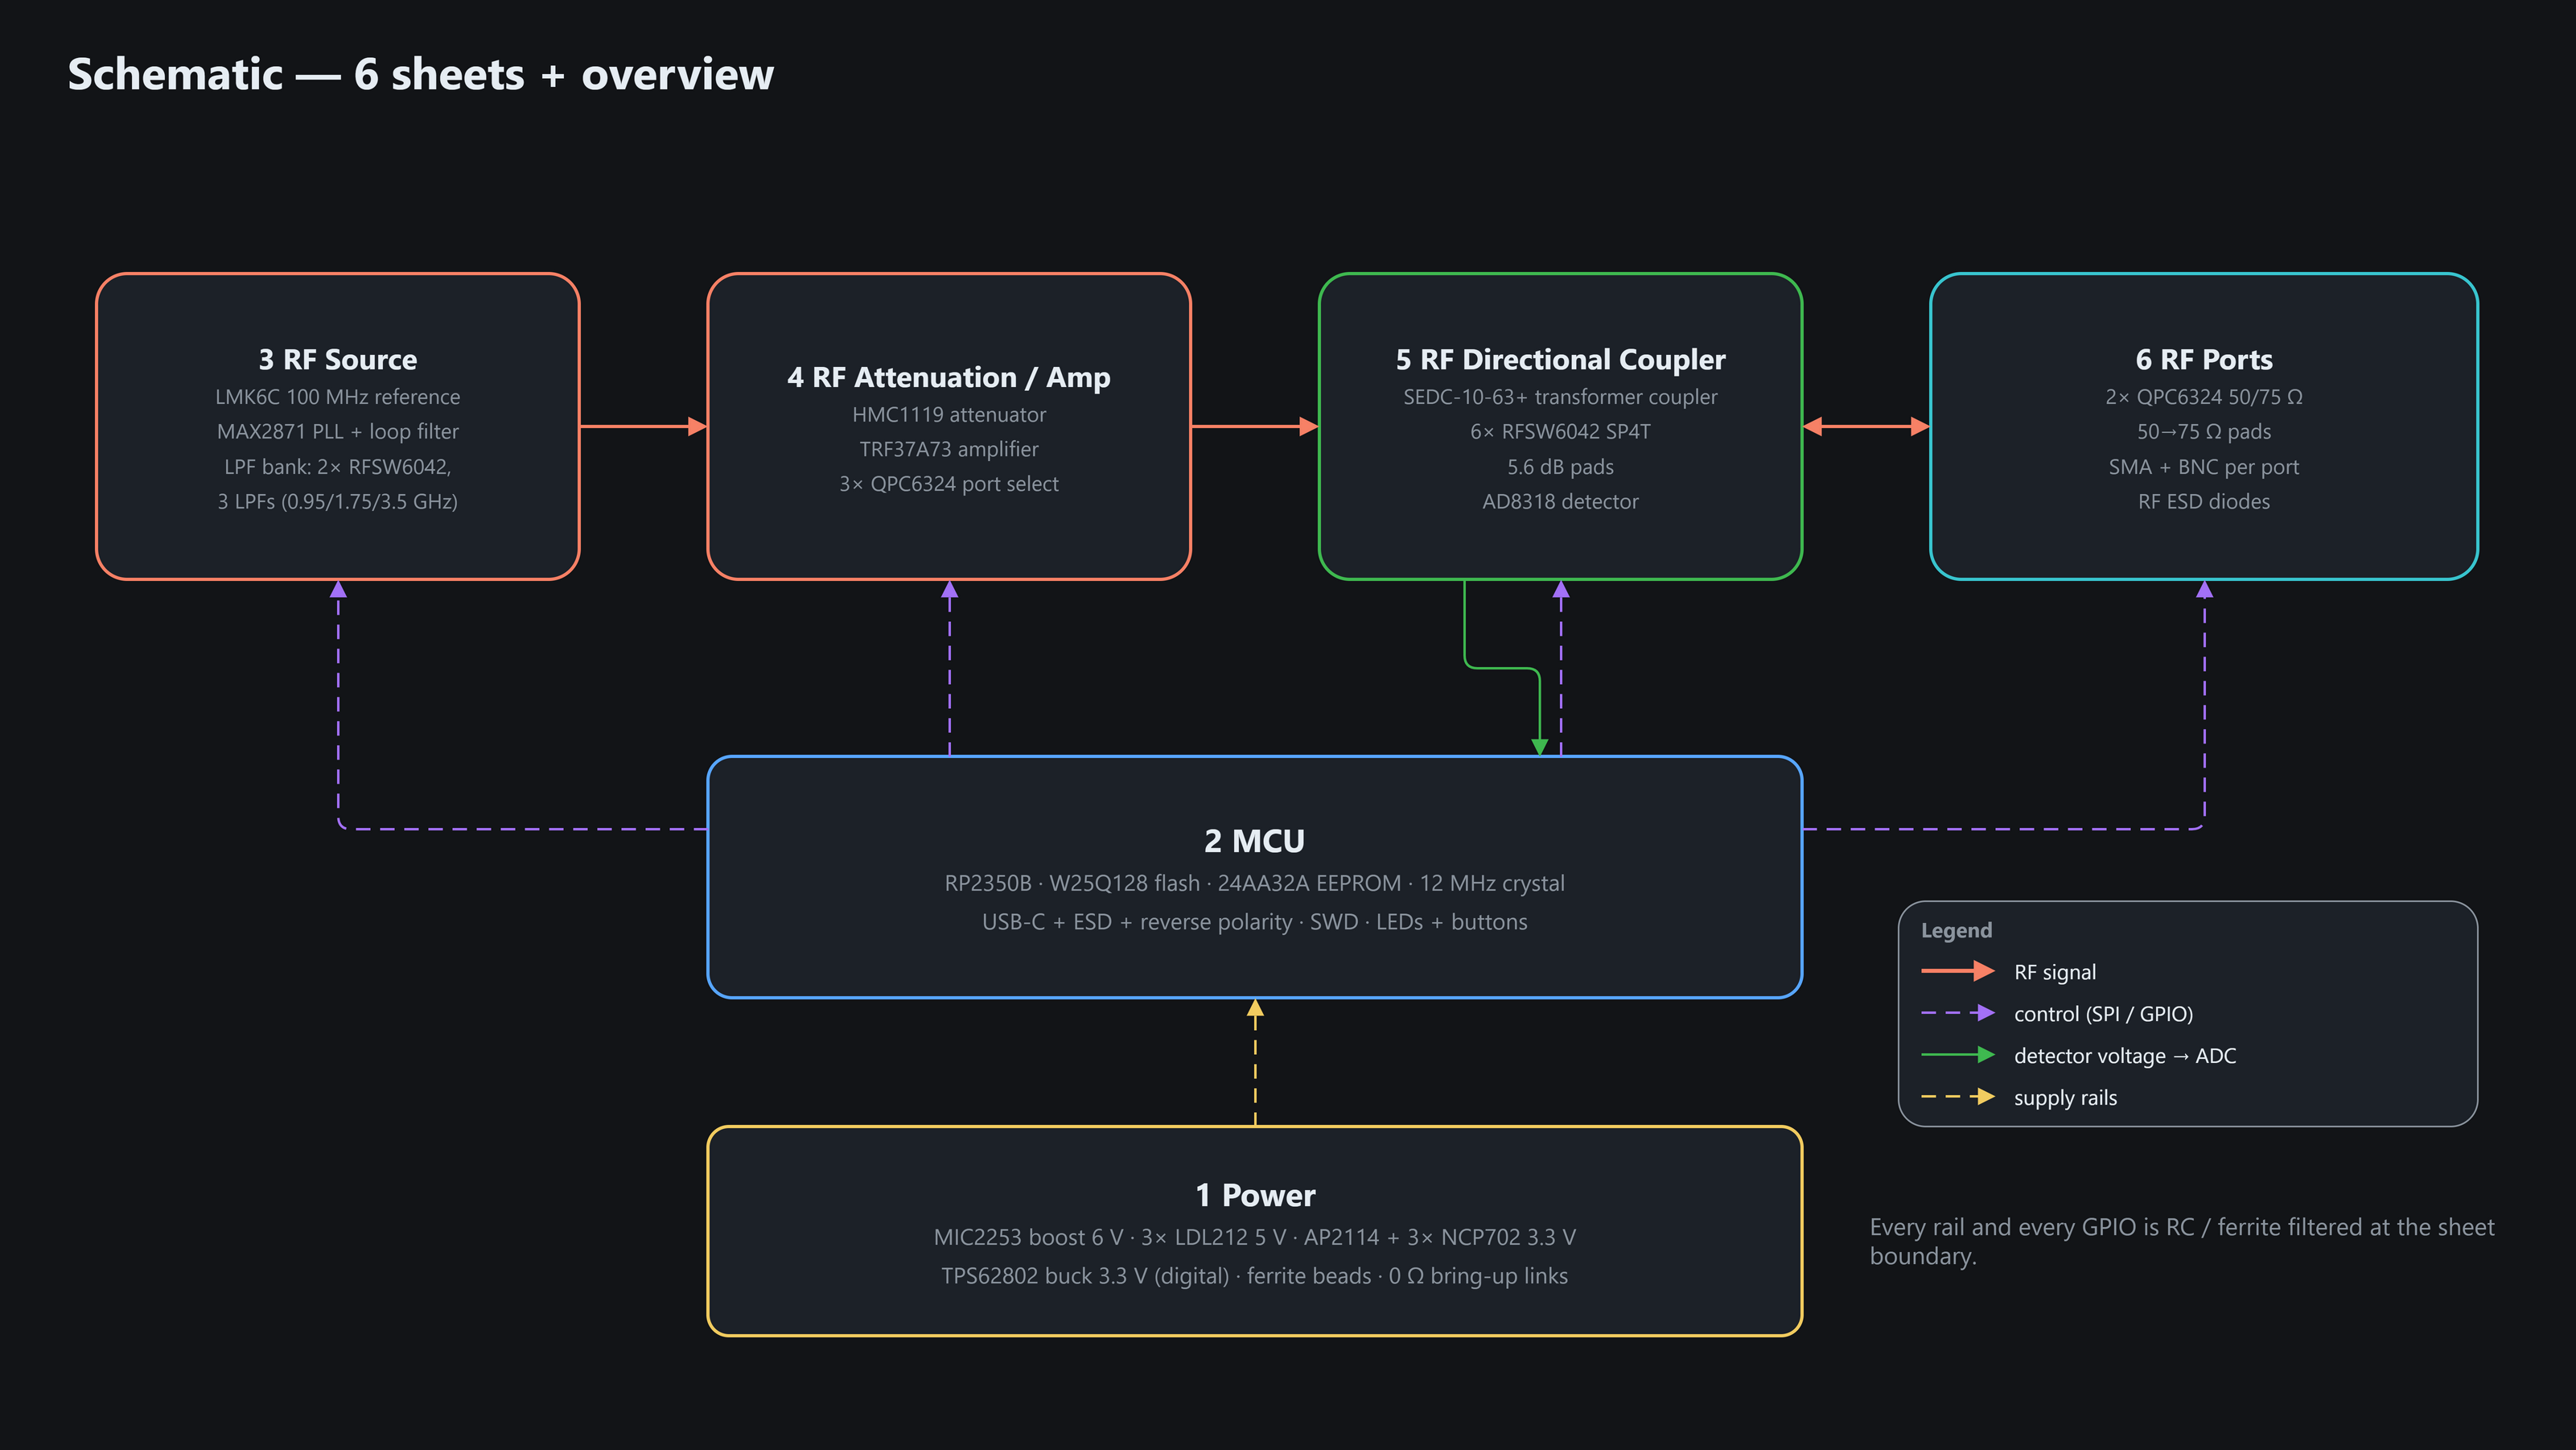 Schematic — 6 sheets + overview
3 RF Source
LMK6C 100 MHz reference
MAX2871 PLL + loop filter
LPF bank: 2× RFSW6042,
3 LPFs (0.95/1.75/3.5 GHz)
4 RF Attenuation / Amp
HMC1119 attenuator
TRF37A73 amplifier
3× QPC6324 port select
5 RF Directional Coupler
SEDC-10-63+ transformer coupler
6× RFSW6042 SP4T
5.6 dB pads
AD8318 detector
6 RF Ports
2× QPC6324 50/75 Ω
50→75 Ω pads
SMA + BNC per port
RF ESD diodes
2 MCU
RP2350B · W25Q128 flash · 24AA32A EEPROM · 12 MHz crystal
USB-C + ESD + reverse polarity · SWD · LEDs + buttons
Legend
RF signal
control (SPI / GPIO)
detector voltage → ADC
supply rails
1 Power
MIC2253 boost 6 V · 3× LDL212 5 V · AP2114 + 3× NCP702 3.3 V
TPS62802 buck 3.3 V (digital) · ferrite beads · 0 Ω bring-up links
Every rail and every GPIO is RC / ferrite filtered at the sheet
boundary.